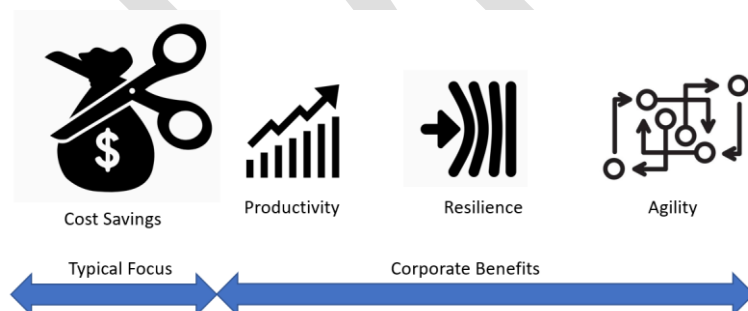 $
Cost Savings
Productivity
Resilience
Agility
Typical Focus
Corporate Benefits